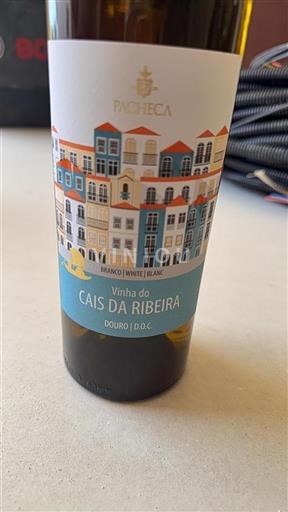 PACHECA
BRANCO | WHITE | BLANC
Vinha do
CAIS DA RIBEIRA
DOURO | D.O.C.